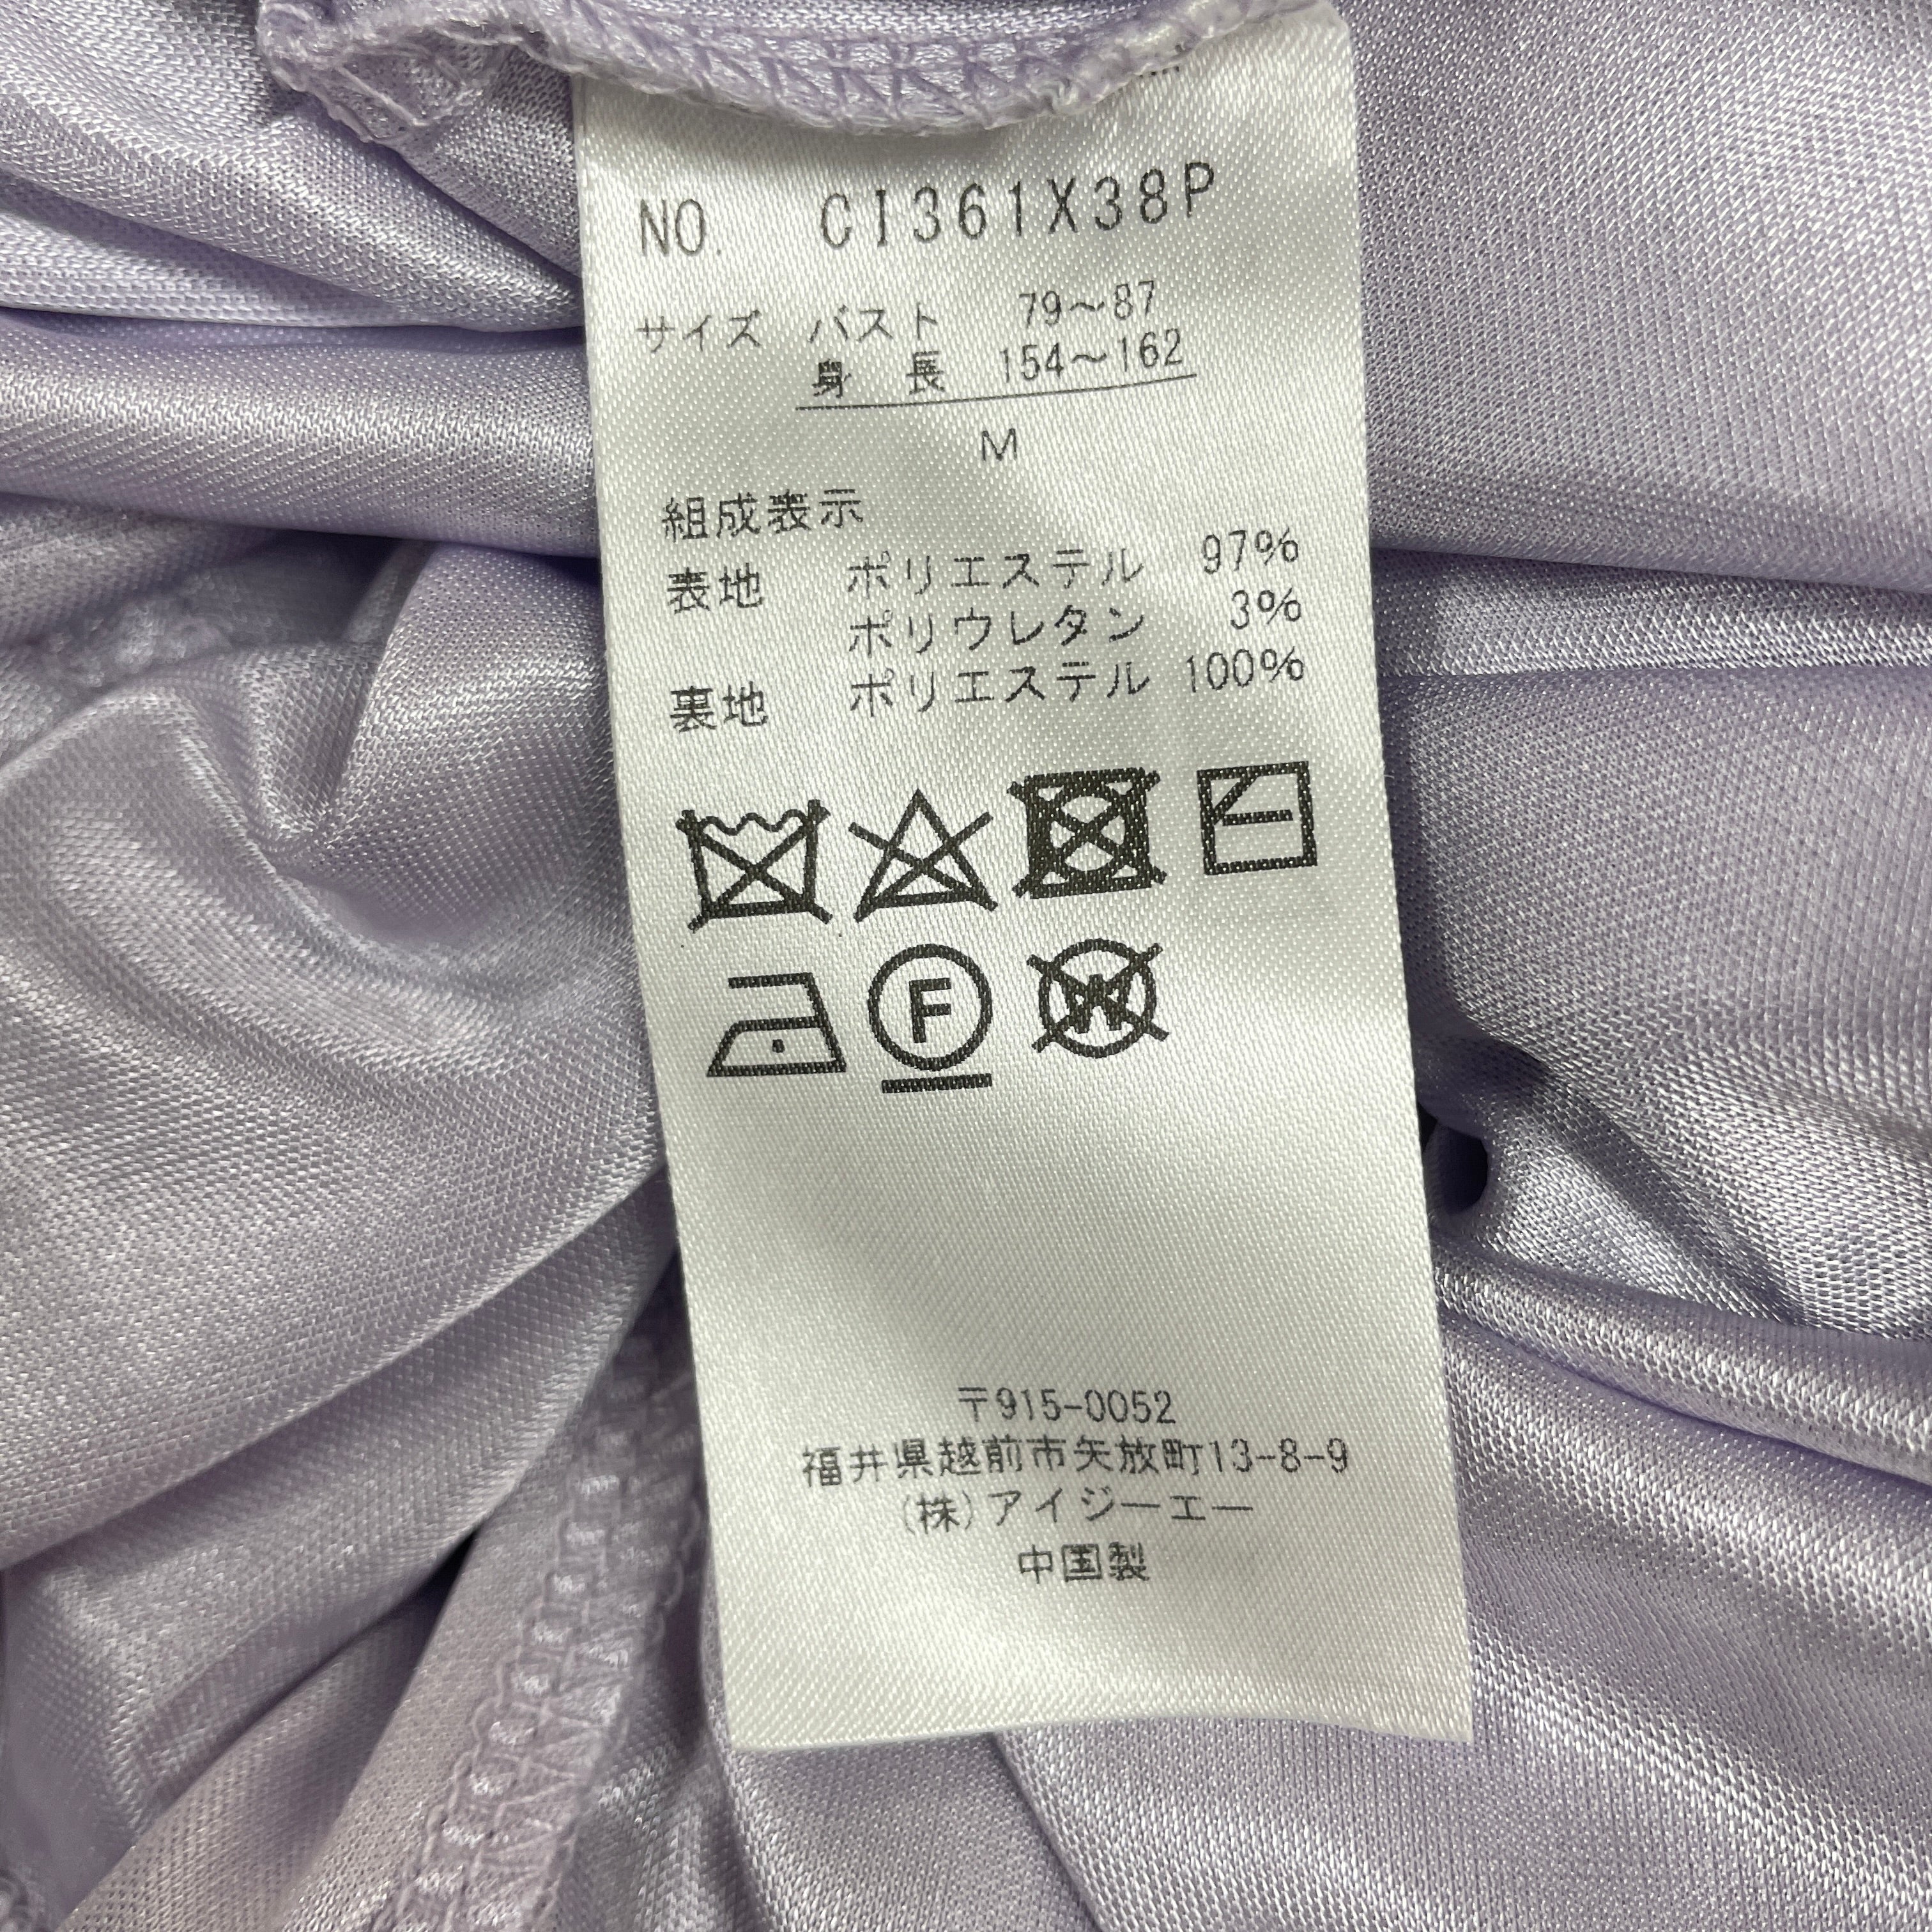 NO. CI361X38P
サイズ バスト 79〜87
身 長 154〜162
M
組成表示
表地 ポリエステル 97%
ポリウレタン 3%
裏地 ポリエステル 100%
F
W
〒915-0052
福井県越前市矢放町13-8-9
(株)アイジーエー
中国製